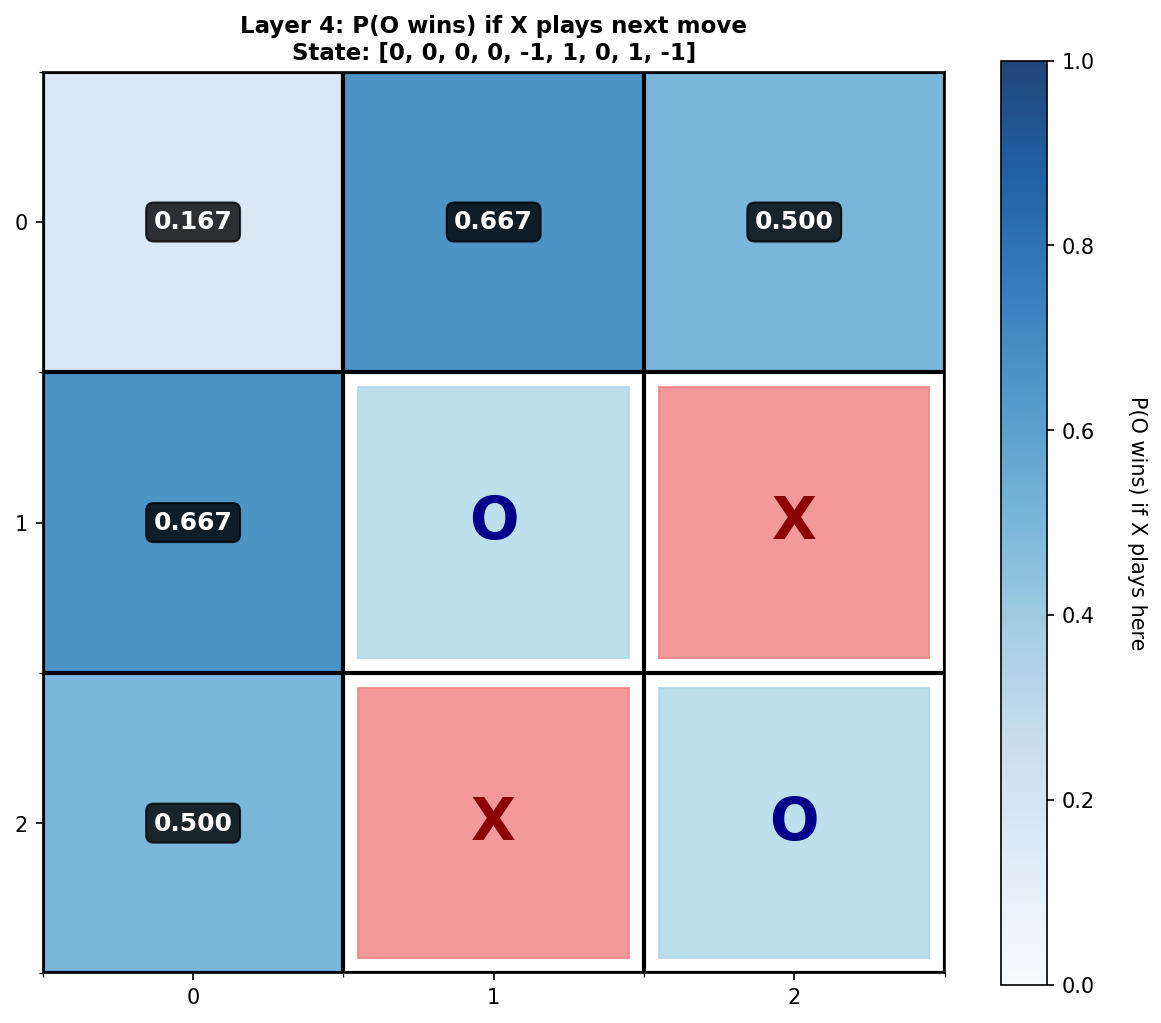 Layer 4: P(O wins) if X plays next move
State: [0, 0, 0, 0, -1, 1, 0, 1, -1]
0.167 0.667 0.500
0.667 O X
0.500 X O
0
1
2
0 1 2
1.0
0.8
0.6
0.4
0.2
0.0
P(O wins) if X plays here